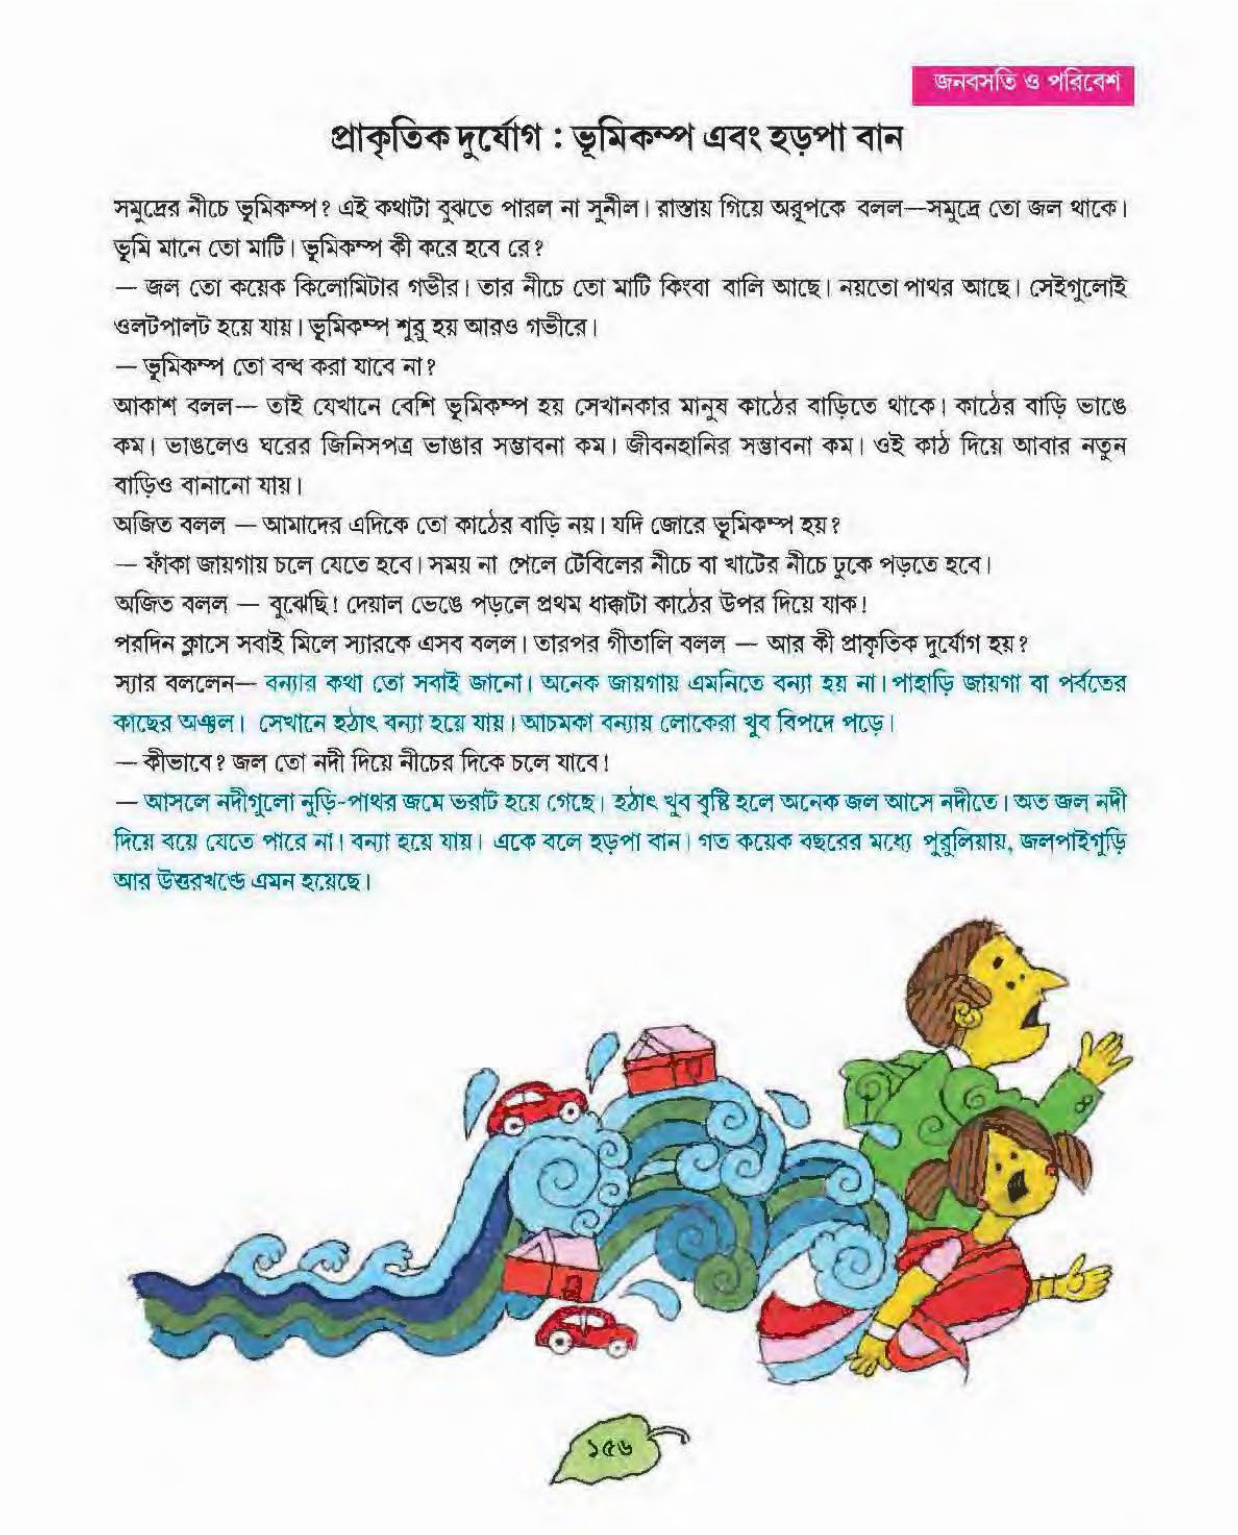 জনবসতি ও পরিবেশ
প্রাকৃতিক দুর্যোগ : ভূমিকম্প এবং হড়পা বান
সমুদ্রের নীচে ভূমিকম্প? এই কথাটা বুঝতে পারল না সুনীল। রাস্তায় গিয়ে অরূপকে বলল—সমুদ্রে তো জল থাকে।
ভূমি মানে তো মাটি। ভূমিকম্প কী করে হবে রে?
— জল তো কয়েক কিলোমিটার গভীর। তার নীচে তো মাটি কিংবা বালি আছে। নয়তো পাথর আছে। সেইগুলোই
ওলটপালট হয়ে যায়। ভূমিকম্প শুরু হয় আরও গভীরে।
— ভূমিকম্প তো বন্ধ করা যাবে না?
আকাশ বলল— তাই যেখানে বেশি ভূমিকম্প হয় সেখানকার মানুষ কাঠের বাড়িতে থাকে। কাঠের বাড়ি ভাঙে
কম। ভাঙলেও ঘরের জিনিসপত্র ভাঙার সম্ভাবনা কম। জীবনহানির সম্ভাবনা কম। ওই কাঠ দিয়ে আবার নতুন
বাড়িও বানানো যায়।
অজিত বলল — আমাদের এদিকে তো কাঠের বাড়ি নয়। যদি জোরে ভূমিকম্প হয়?
— ফাঁকা জায়গায় চলে যেতে হবে। সময় না পেলে টেবিলের নীচে বা খাটের নীচে ঢুকে পড়তে হবে।
অজিত বলল — বুঝেছি! দেয়াল ভেঙে পড়লে প্রথম ধাক্কাটা কাঠের উপর দিয়ে যাক!
পরদিন ক্লাসে সবাই মিলে স্যারকে এসব বলল। তারপর গীতালি বলল — আর কী প্রাকৃতিক দুর্যোগ হয়?
স্যার বললেন— বন্যার কথা তো সবাই জানো। অনেক জায়গায় এমনিতে বন্যা হয় না। পাহাড়ি জায়গা বা পর্বতের
কাছের অঞ্চল। সেখানে হঠাৎ বন্যা হয়ে যায়। আচমকা বন্যায় লোকেরা খুব বিপদে পড়ে।
— কীভাবে? জল তো নদী দিয়ে নীচের দিকে চলে যাবে!
— আসলে নদীগুলো নুড়ি-পাথর জমে ভরাট হয়ে গেছে। হঠাৎ খুব বৃষ্টি হলে অনেক জল আসে নদীতে। অত জল নদী
দিয়ে বয়ে যেতে পারে না। বন্যা হয়ে যায়। একে বলে হড়পা বান। গত কয়েক বছরের মধ্যে পুরুলিয়ায়, জলপাইগুড়ি
আর উত্তরখণ্ডে এমন হয়েছে।
১৫৬